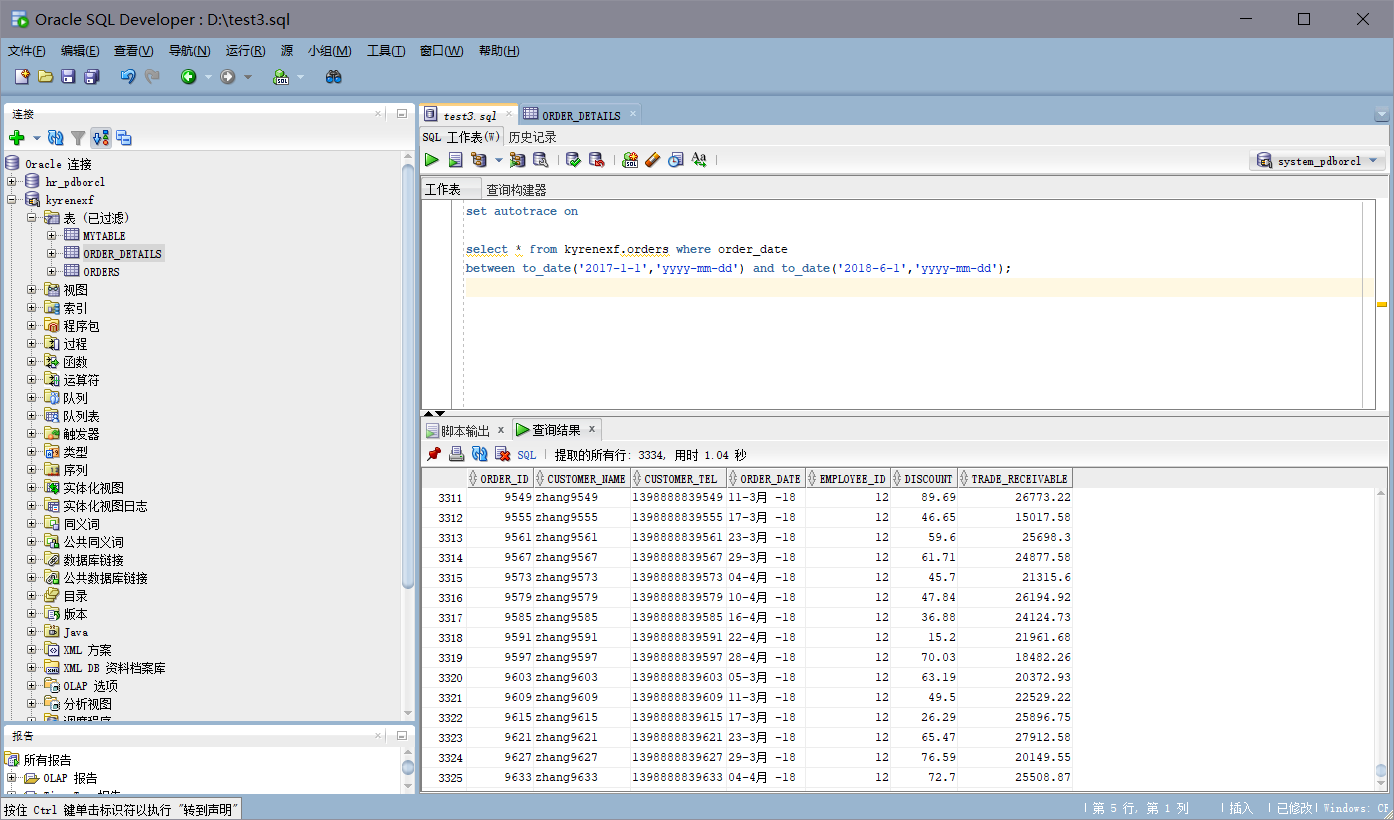 Oracle SQL Developer : D:\test3.sql
文件(F) 编辑(E) 查看(V) 导航(N) 运行(R) 源 小组(M) 工具(T) 窗口(W) 帮助(H)
连接
Oracle 连接
hr_pdborcl
kyrenexf
表 (已过滤)
MYTABLE
ORDER_DETAILS
ORDERS
视图
索引
程序包
过程
函数
运算符
队列
队列表
触发器
类型
序列
实体化视图
实体化视图日志
同义词
公共同义词
数据库链接
公共数据库链接
目录
版本
Java
XML 方案
XML DB 资料档案库
OLAP 选项
分析视图
调度程序
报告
所有报告
OLAP 报告
test3.sql ORDER_DETAILS
SQL 工作表(W) 历史记录
system_pdborcl
工作表 查询构建器
set autotrace on
select * from kyrenexf.orders where order_date
between to_date('2017-1-1','yyyy-mm-dd') and to_date('2018-6-1','yyyy-mm-dd');
脚本输出 x 查询结果 x
SQL 提取的所有行: 3334, 用时 1.04 秒
ORDER_ID CUSTOMER_NAME CUSTOMER_TEL ORDER_DATE EMPLOYEE_ID DISCOUNT TRADE_RECEIVABLE
3311 9549 zhang9549 1398888839549 11-3月 -18 12 89.69 26773.22
3312 9555 zhang9555 1398888839555 17-3月 -18 12 46.65 15017.58
3313 9561 zhang9561 1398888839561 23-3月 -18 12 59.6 25698.3
3314 9567 zhang9567 1398888839567 29-3月 -18 12 61.71 24877.58
3315 9573 zhang9573 1398888839573 04-4月 -18 12 45.7 21315.6
3316 9579 zhang9579 1398888839579 10-4月 -18 12 47.84 26194.92
3317 9585 zhang9585 1398888839585 16-4月 -18 12 36.88 24124.73
3318 9591 zhang9591 1398888839591 22-4月 -18 12 15.2 21961.68
3319 9597 zhang9597 1398888839597 28-4月 -18 12 70.03 18482.26
3320 9603 zhang9603 1398888839603 05-3月 -18 12 63.19 20372.93
3321 9609 zhang9609 1398888839609 11-3月 -18 12 49.5 22529.22
3322 9615 zhang9615 1398888839615 17-3月 -18 12 26.29 25896.75
3323 9621 zhang9621 1398888839621 23-3月 -18 12 65.47 27912.58
3324 9627 zhang9627 1398888839627 29-3月 -18 12 76.59 20149.55
3325 9633 zhang9633 1398888839633 04-4月 -18 12 72.7 25508.87
按住 Ctrl 键单击标识符以执行 "转到声明"
第 5 行, 第 1 列 插入 已修改 Windows: CR